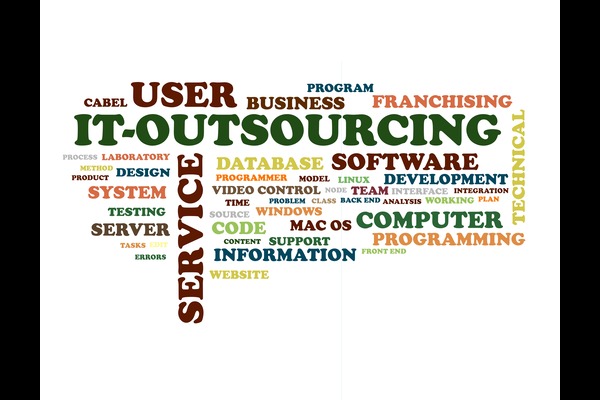 PROGRAM
CABEL USER BUSINESS FRANCHISING
IT-OUTSOURCING
TECHNICAL
SERVICE
PROCESS LABORATORY DATABASE SOFTWARE
METHOD DESIGN
PRODUCT PROGRAMMER MODEL LINUX DEVELOPMENT
SYSTEM VIDEO CONTROL NODE TEAM INTERFACE INTEGRATION
TIME PROBLEM CLASS BACK END ANALYSIS WORKING PLAN
TESTING SOURCE WINDOWS COMPUTER
SERVER CODE MAC OS
TASKS CONTENT SUPPORT PROGRAMMING
ERRORS INFORMATION FRONT END
WEBSITE